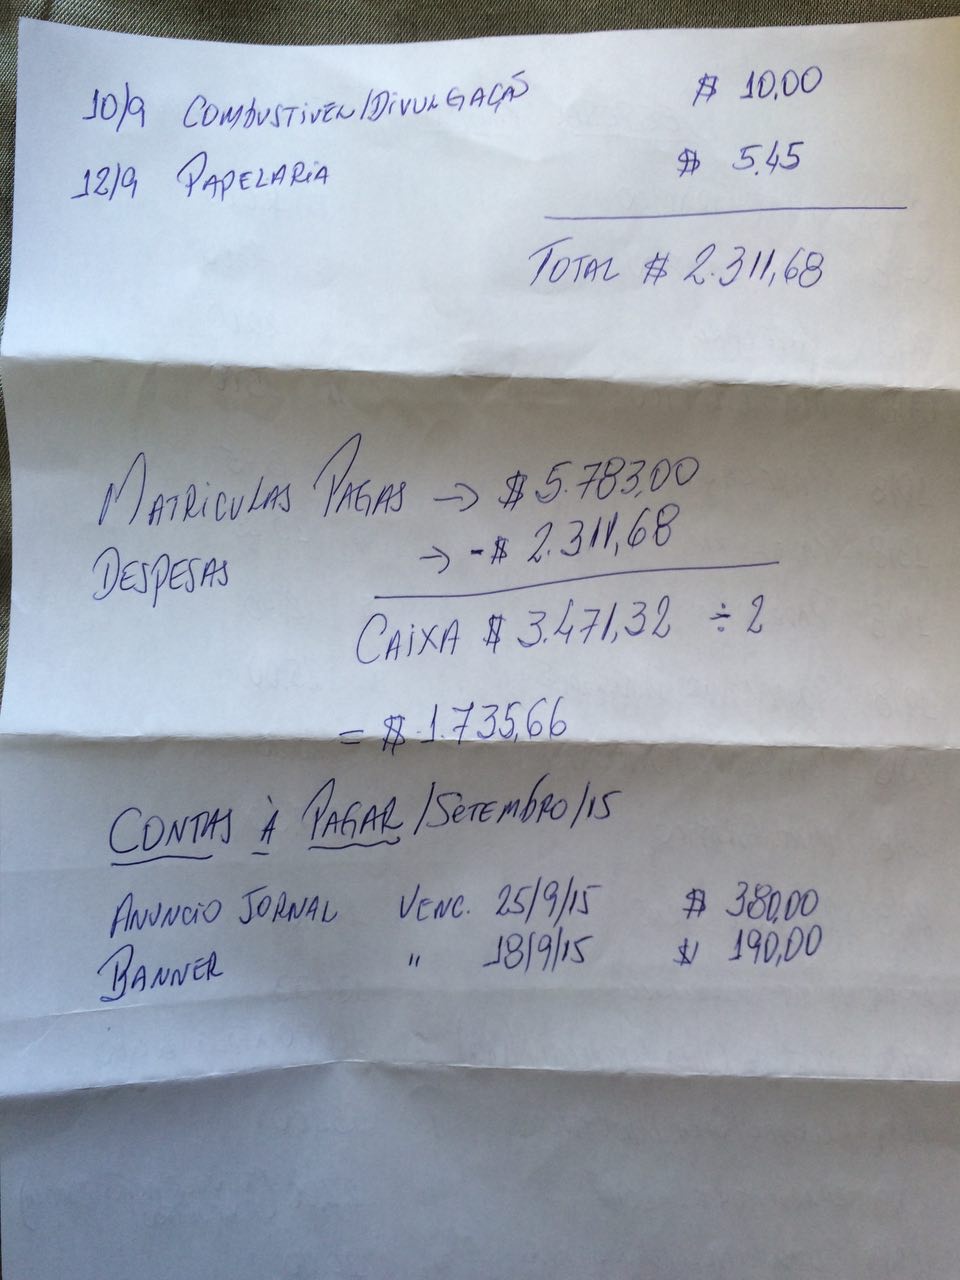 10/9 COMBUSTIVEL/DIVULGAÇÃO $ 10,00
12/9 PAPELARIA $ 5.45
TOTAL $ 2.311,68
MATRICULAS PAGAS → $ 5.783,00
DESPESAS → -$ 2.311,68
CAIXA $ 3.471,32 ÷ 2
= $ 1.735,66
CONTAS À PAGAR/SETEMBRO/15
ANUNCIO JORNAL VENC. 25/9/15 $ 380,00
BANNER " 18/9/15 $ 190,00